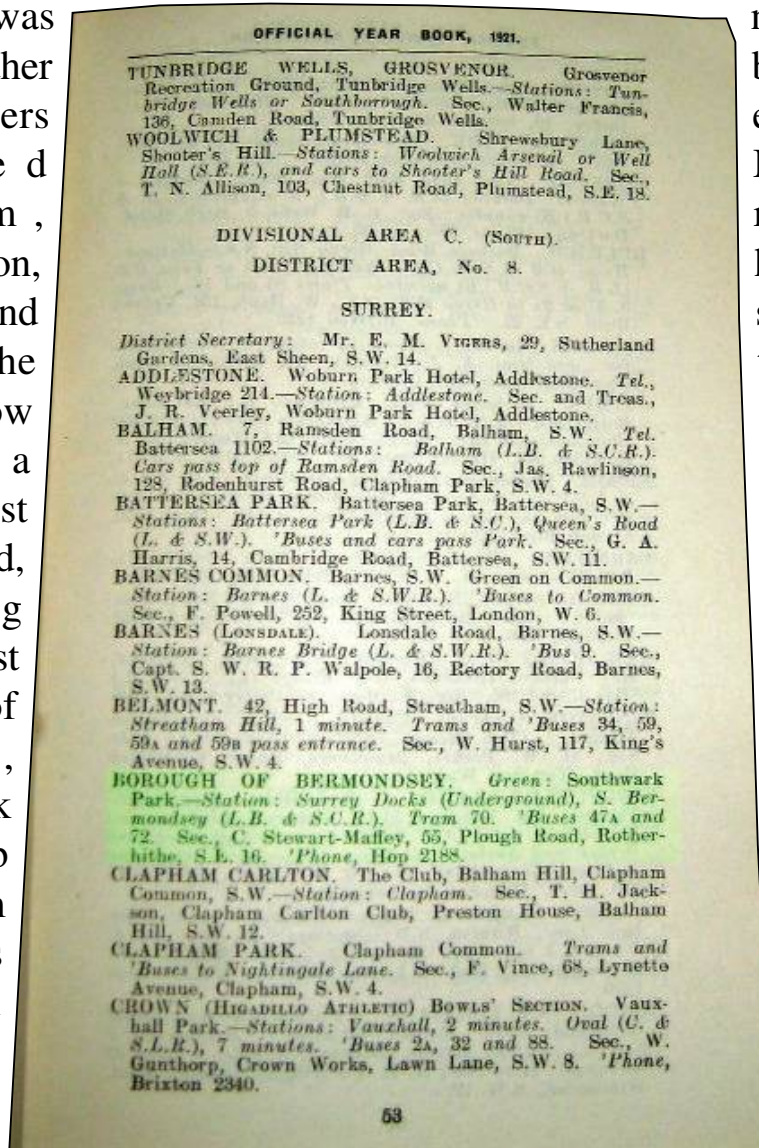 was
her
ers
e d
m ,
on,
nd
he
ow
a
st
d,
g
st
of
,
k
p
n
s
OFFICIAL YEAR BOOK, 1921.
TUNBRIDGE WELLS, GROSVENOR. Grosvenor
Recreation Ground, Tunbridge Wells.—Stations: Tun-
bridge Wells or Southborough. Sec., Walter Francis,
136, Camden Road, Tunbridge Wells.
WOOLWICH & PLUMSTEAD. Shrewsbury Lane,
Shooter's Hill.—Stations: Woolwich Arsenal or Well
Hall (S.E.R.), and cars to Shooter's Hill Road. Sec.,
T. N. Allison, 103, Chestnut Road, Plumstead, S.E. 18.
DIVISIONAL AREA C. (SOUTH).
DISTRICT AREA, No. 8.
SURREY.
District Secretary: Mr. E. M. VIGERS, 29, Sutherland
Gardens, East Sheen, S.W. 14.
ADDLESTONE. Woburn Park Hotel, Addlestone. Tel.,
Weybridge 214.—Station: Addlestone. Sec. and Treas.,
J. R. Veerley, Woburn Park Hotel, Addlestone.
BALHAM. 7, Ramsden Road, Balham, S.W. Tel.
Battersea 1102.—Stations: Balham (L.B. & S.C.R.).
Cars pass top of Ramsden Road. Sec., Jas. Rawlinson,
128, Rodenhurst Road, Clapham Park, S.W. 4.
BATTERSEA PARK. Battersea Park, Battersea, S.W.—
Stations: Battersea Park (L.B. & S.C.), Queen's Road
(L. & S.W.). 'Buses and cars pass Park. Sec., G. A.
Harris, 14, Cambridge Road, Battersea, S.W. 11.
BARNES COMMON. Barnes, S.W. Green on Common.—
Station: Barnes (L. & S.W.R.). 'Buses to Common.
Sec., F. Powell, 252, King Street, London, W. 6.
BARNES (LONSDALE). Lonsdale Road, Barnes, S.W.—
Station: Barnes Bridge (L. & S.W.R.). 'Bus 9. Sec.,
Capt. S. W. R. P. Walpole, 16, Rectory Road, Barnes,
S.W. 13.
BELMONT. 42, High Road, Streatham, S.W.—Station:
Streatham Hill, 1 minute. Trams and 'Buses 34, 59,
59A and 59B pass entrance. Sec., W. Hurst, 117, King's
Avenue, S.W. 4.
BOROUGH OF BERMONDSEY. Green: Southwark
Park.—Station: Surrey Docks (Underground), S. Ber-
mondsey (L.B. & S.C.R.). Tram 70. 'Buses 47A and
72. Sec., C. Stewart-Malley, 55, Plough Road, Rother-
hithe, S.E. 16. 'Phone, Hop 2188.
CLAPHAM CARLTON. The Club, Balham Hill, Clapham
Common, S.W.—Station: Clapham. Sec., T. H. Jack-
son, Clapham Carlton Club, Preston House, Balham
Hill, S.W. 12.
CLAPHAM PARK. Clapham Common. Trams and
'Buses to Nightingale Lane. Sec., F. Vince, 68, Lynette
Avenue, Clapham, S.W. 4.
CROWN (HIGADILLO ATHLETIC) BOWLS' SECTION. Vaux-
hall Park.—Stations: Vauxhall, 2 minutes. Oval (C. &
S.L.R.), 7 minutes. 'Buses 2A, 32 and 88. Sec., W.
Gunthorp, Crown Works, Lawn Lane, S.W. 8. 'Phone,
Brixton 2340.
53